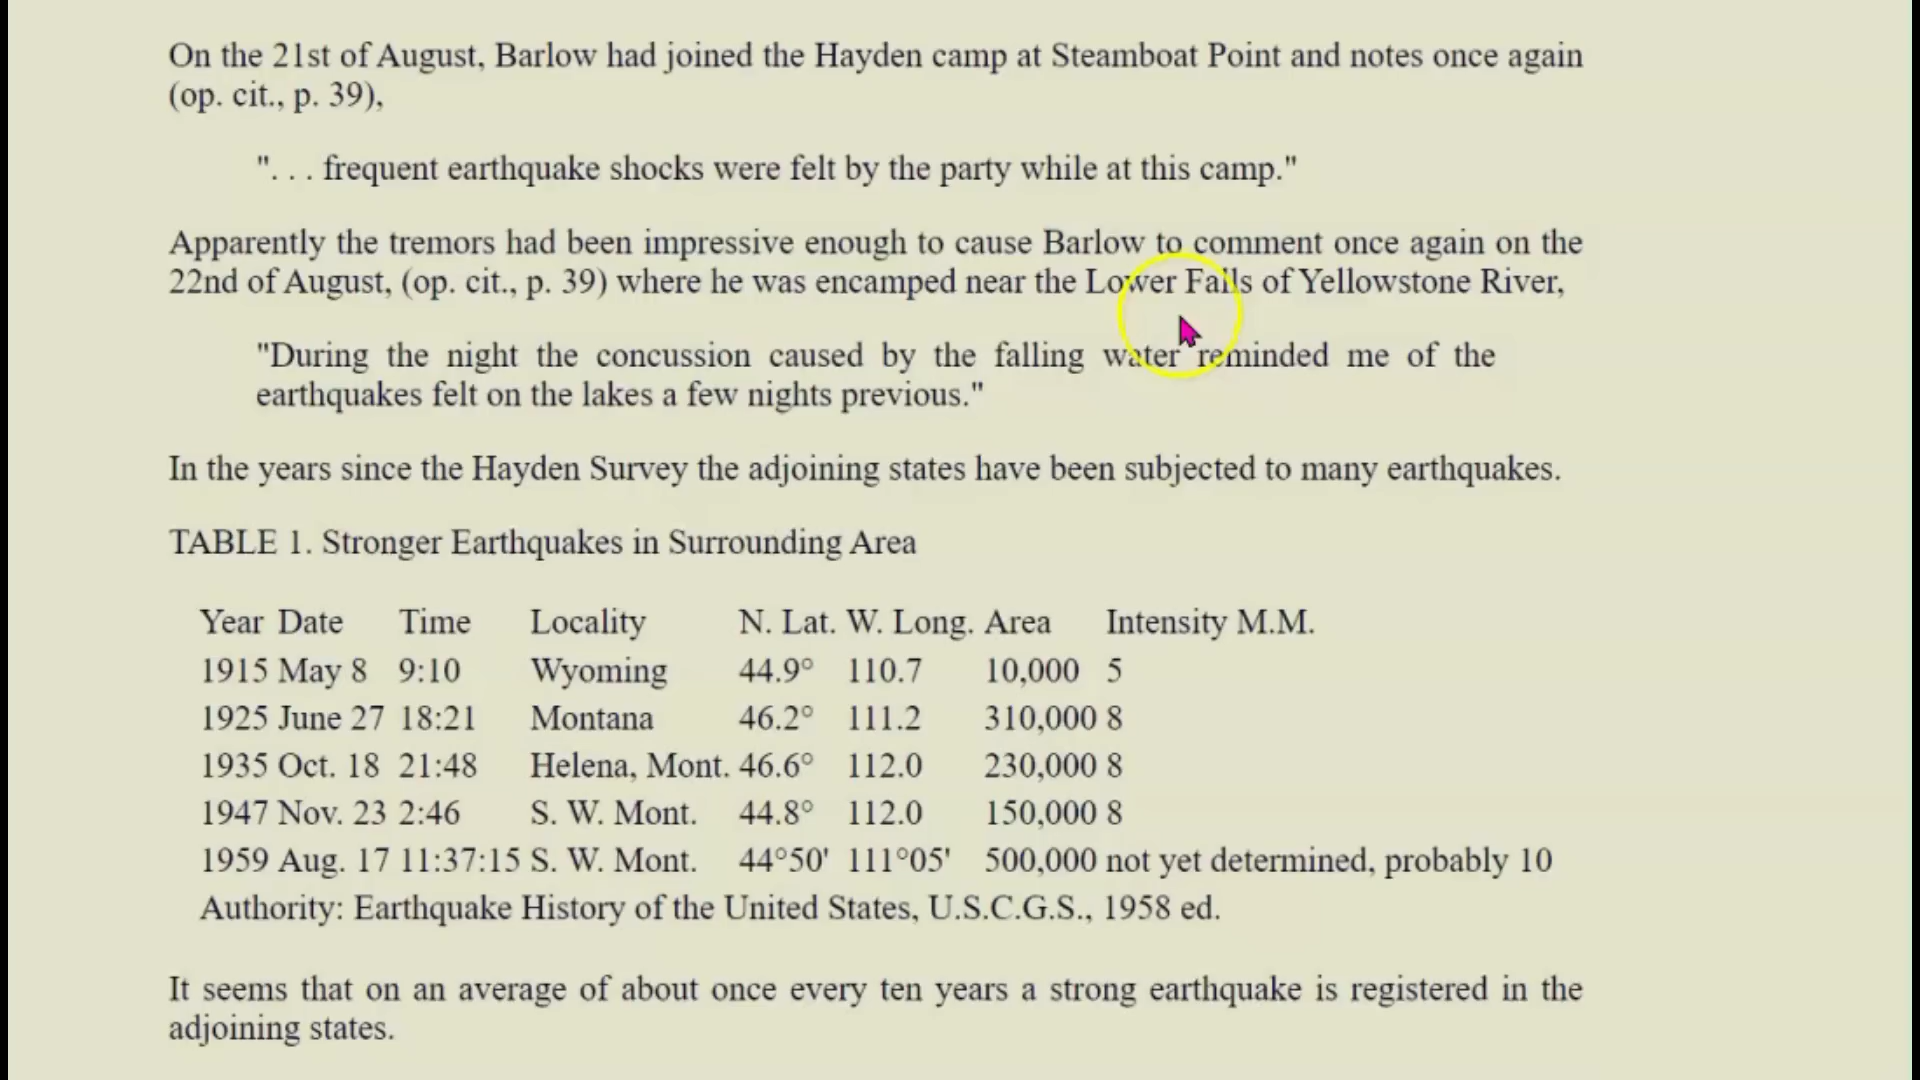 On the 21st of August, Barlow had joined the Hayden camp at Steamboat Point and notes once again
(op. cit., p. 39),
". . . frequent earthquake shocks were felt by the party while at this camp."
Apparently the tremors had been impressive enough to cause Barlow to comment once again on the
22nd of August, (op. cit., p. 39) where he was encamped near the Lower Falls of Yellowstone River,
"During the night the concussion caused by the falling water reminded me of the
earthquakes felt on the lakes a few nights previous."
In the years since the Hayden Survey the adjoining states have been subjected to many earthquakes.
TABLE 1. Stronger Earthquakes in Surrounding Area
Year Date Time Locality N. Lat. W. Long. Area Intensity M.M.
1915 May 8 9:10 Wyoming 44.9° 110.7 10,000 5
1925 June 27 18:21 Montana 46.2° 111.2 310,000 8
1935 Oct. 18 21:48 Helena, Mont. 46.6° 112.0 230,000 8
1947 Nov. 23 2:46 S. W. Mont. 44.8° 112.0 150,000 8
1959 Aug. 17 11:37:15 S. W. Mont. 44°50' 111°05' 500,000 not yet determined, probably 10
Authority: Earthquake History of the United States, U.S.C.G.S., 1958 ed.
It seems that on an average of about once every ten years a strong earthquake is registered in the
adjoining states.